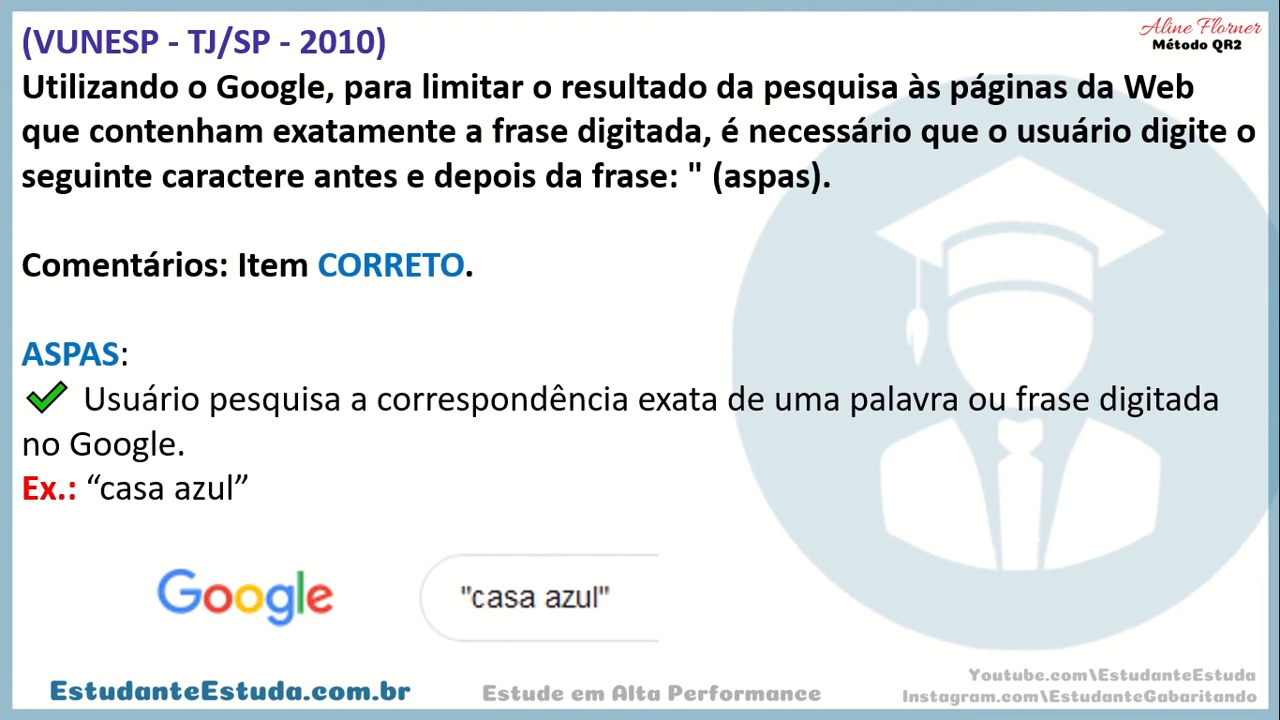 (VUNESP - TJ/SP - 2010)
Aline Florner
Método QR2
Utilizando o Google, para limitar o resultado da pesquisa às páginas da Web
que contenham exatamente a frase digitada, é necessário que o usuário digite o
seguinte caractere antes e depois da frase: " (aspas).
Comentários: Item CORRETO.
ASPAS:
Usuário pesquisa a correspondência exata de uma palavra ou frase digitada
no Google.
Ex.: “casa azul”
Google
"casa azul"
EstudanteEstuda.com.br
Estude em Alta Performance
Youtube.com\EstudanteEstuda
Instagram.com\EstudanteGabaritando